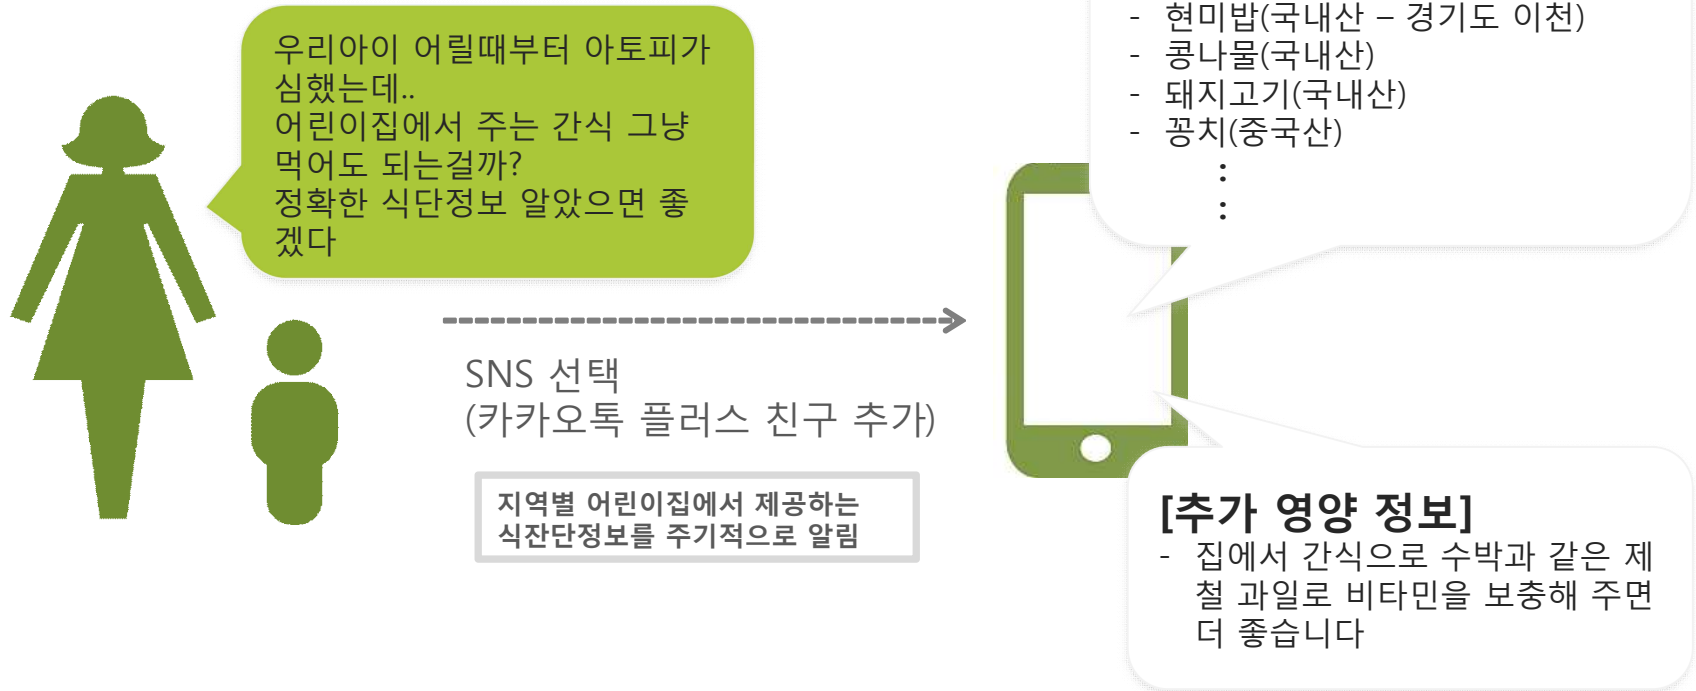 우리아이 어릴때부터 아토피가
심했는데..
어린이집에서 주는 간식 그냥
먹어도 되는걸까?
정확한 식단정보 알았으면 좋
겠다
- 현미밥(국내산 – 경기도 이천)
- 콩나물(국내산)
- 돼지고기(국내산)
- 꽁치(중국산)
:
:
SNS 선택
(카카오톡 플러스 친구 추가)
지역별 어린이집에서 제공하는
식잔단정보를 주기적으로 알림
[추가 영양 정보]
- 집에서 간식으로 수박과 같은 제
철 과일로 비타민을 보충해 주면
더 좋습니다